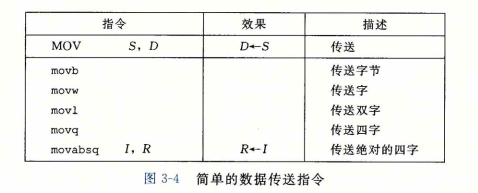 指令 效果 描述
MOV S, D D←S 传送
movb 传送字节
movw 传送字
movl 传送双字
movq 传送四字
movabsq I, R R←I 传送绝对的四字
图 3-4 简单的数据传送指令